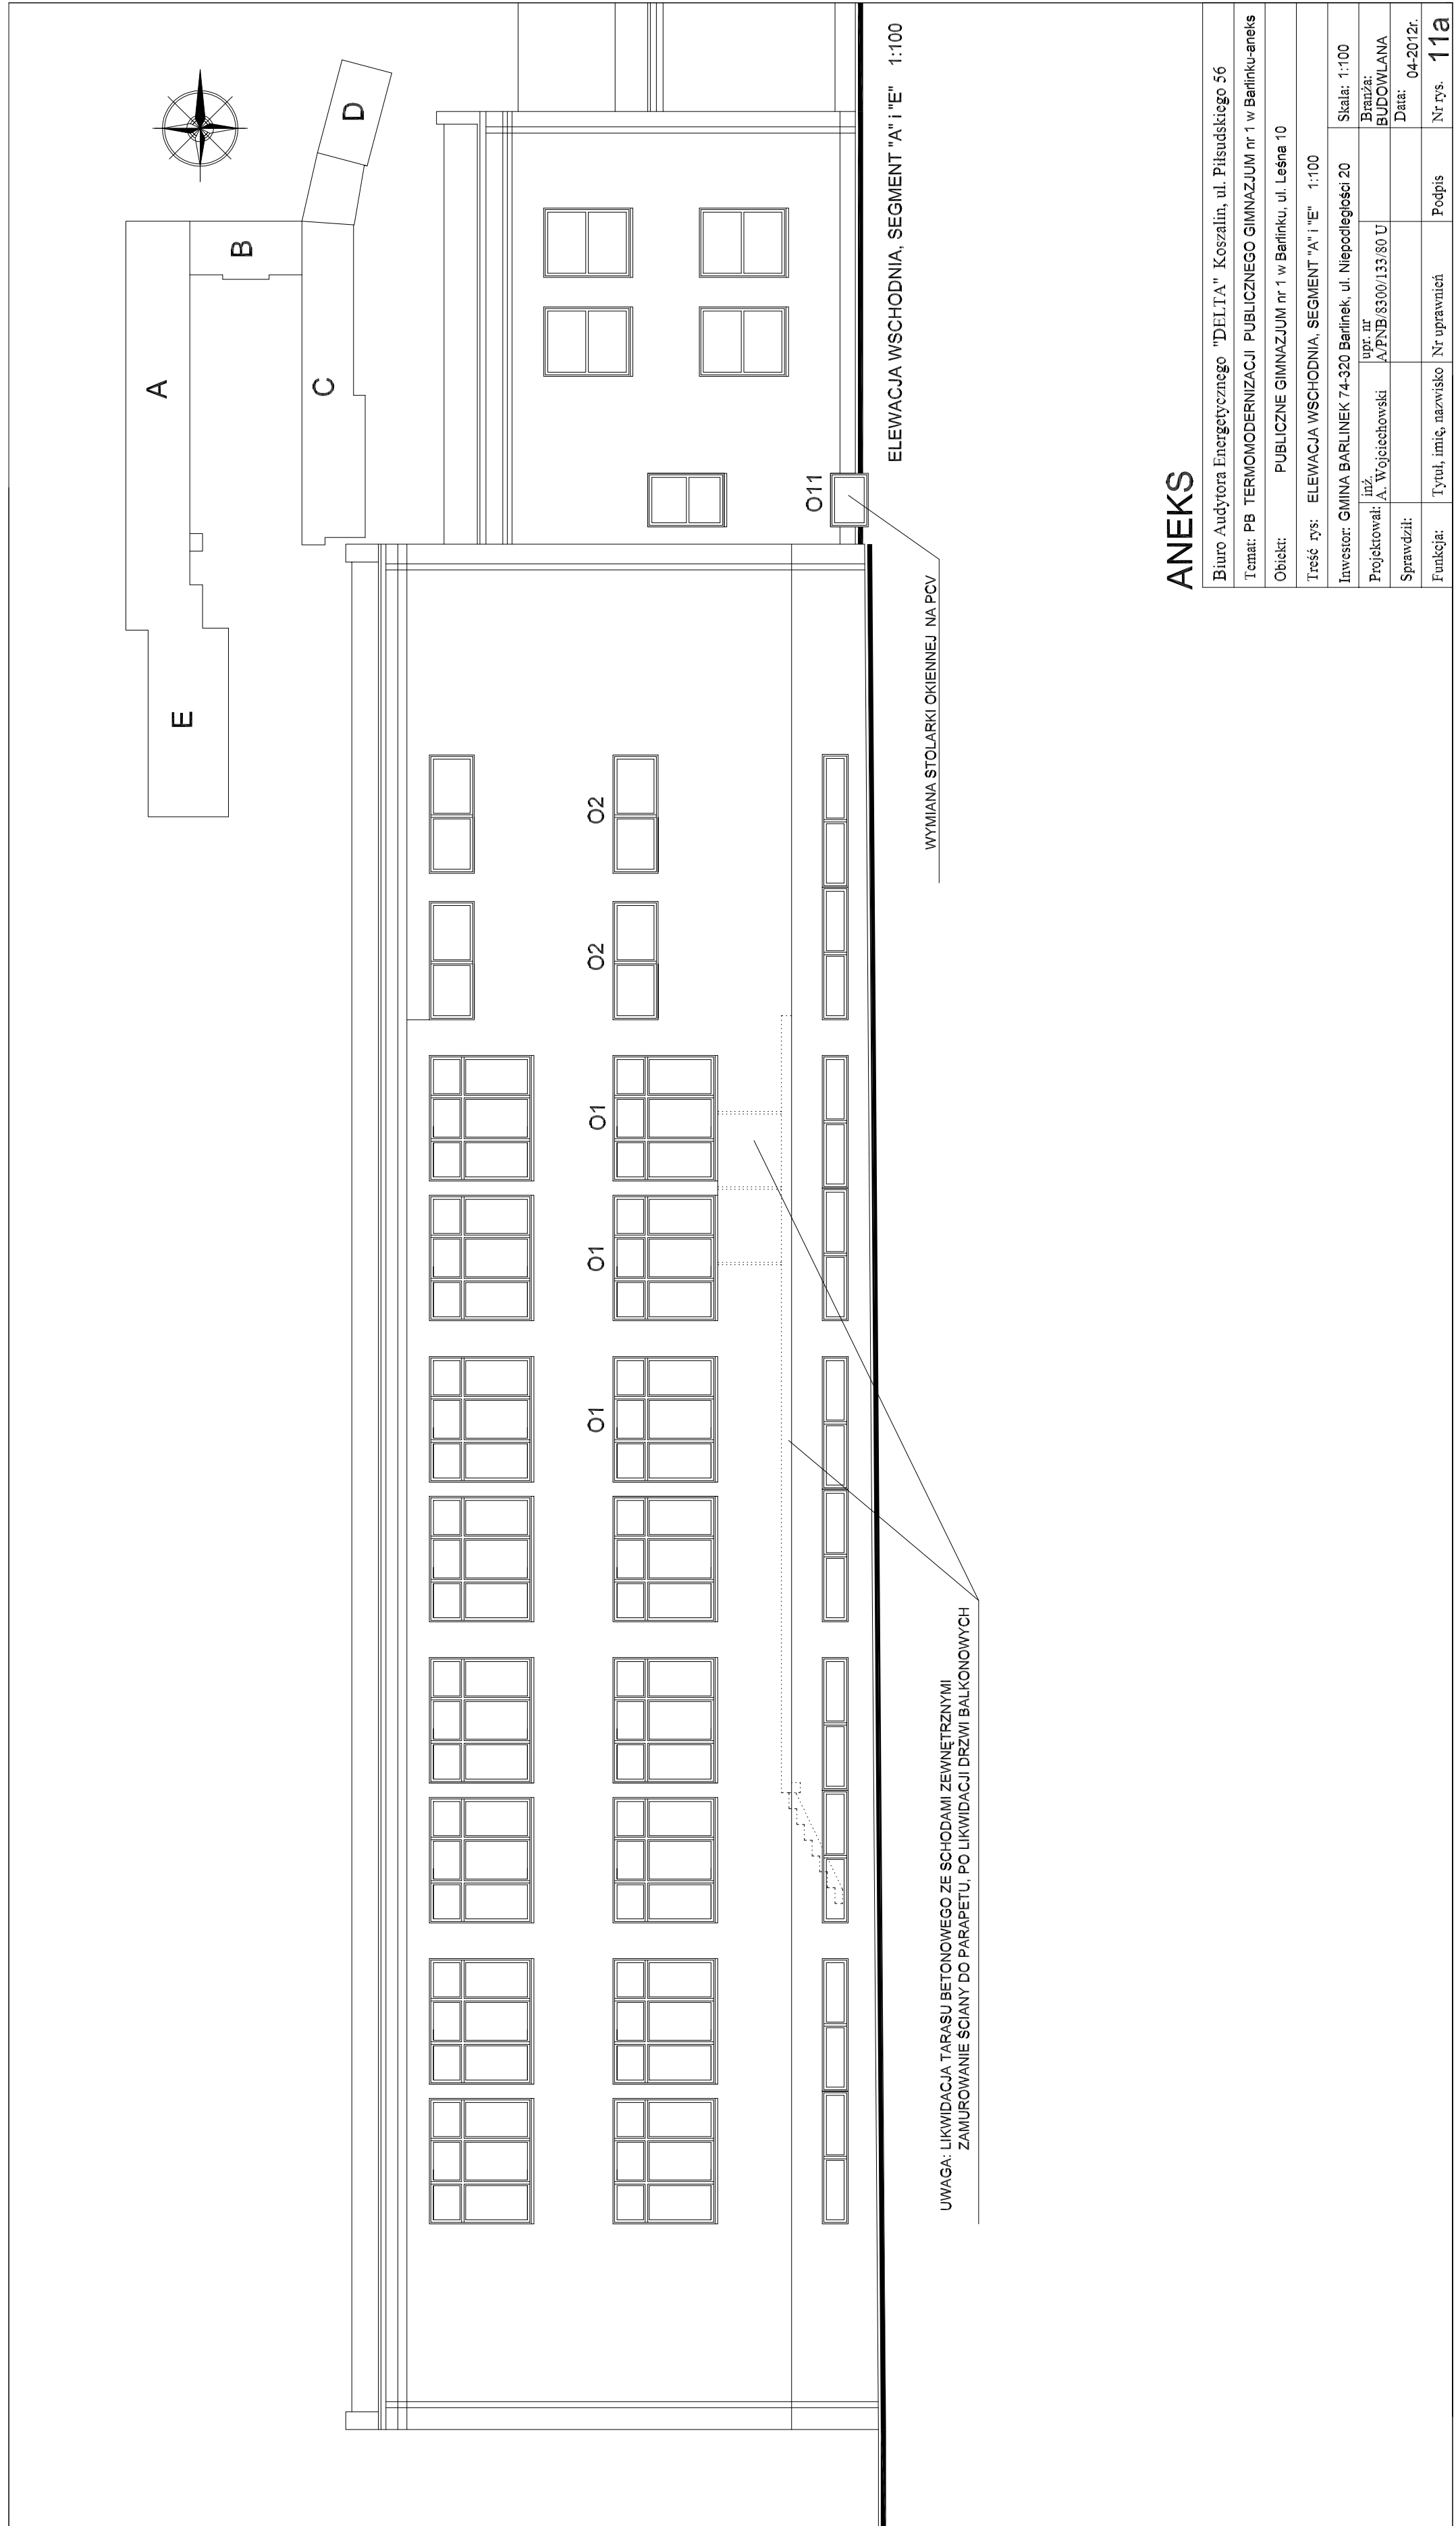 A
B
C
D
E
O2
O2
O1
O1
O1
O11
ELEWACJA WSCHODNIA, SEGMENT "A" i "E" 1:100
WYMIANA STOLARKI OKIENNEJ NA PCV
UWAGA: LIKWIDACJA TARASU BETONOWEGO ZE SCHODAMI ZEWNĘTRZNYMI
ZAMUROWANIE ŚCIANY DO PARAPETU, PO LIKWIDACJI DRZWI BALKONOWYCH
ANEKS
Biuro Audytora Energetycznego "DELTA" Koszalin, ul. Piłsudskiego 56
Temat: PB TERMOMODERNIZACJI PUBLICZNEGO GIMNAZJUM nr 1 w Barlinku-aneks
Obiekt: PUBLICZNE GIMNAZJUM nr 1 w Barlinku, ul. Leśna 10
Treść rys: ELEWACJA WSCHODNIA, SEGMENT "A" i "E" 1:100
Inwestor: GMINA BARLINEK 74-320 Barlinek, ul. Niepodległości 20
Skala: 1:100
Projektował: inż. A. Wojciechowski
upr. nr A/PNB/8300/133/80 U
Branża: BUDOWLANA
Sprawdził:
Data: 04-2012r.
Funkcja: Tytuł, imię, nazwisko Nr uprawnień Podpis Nr rys. 11a